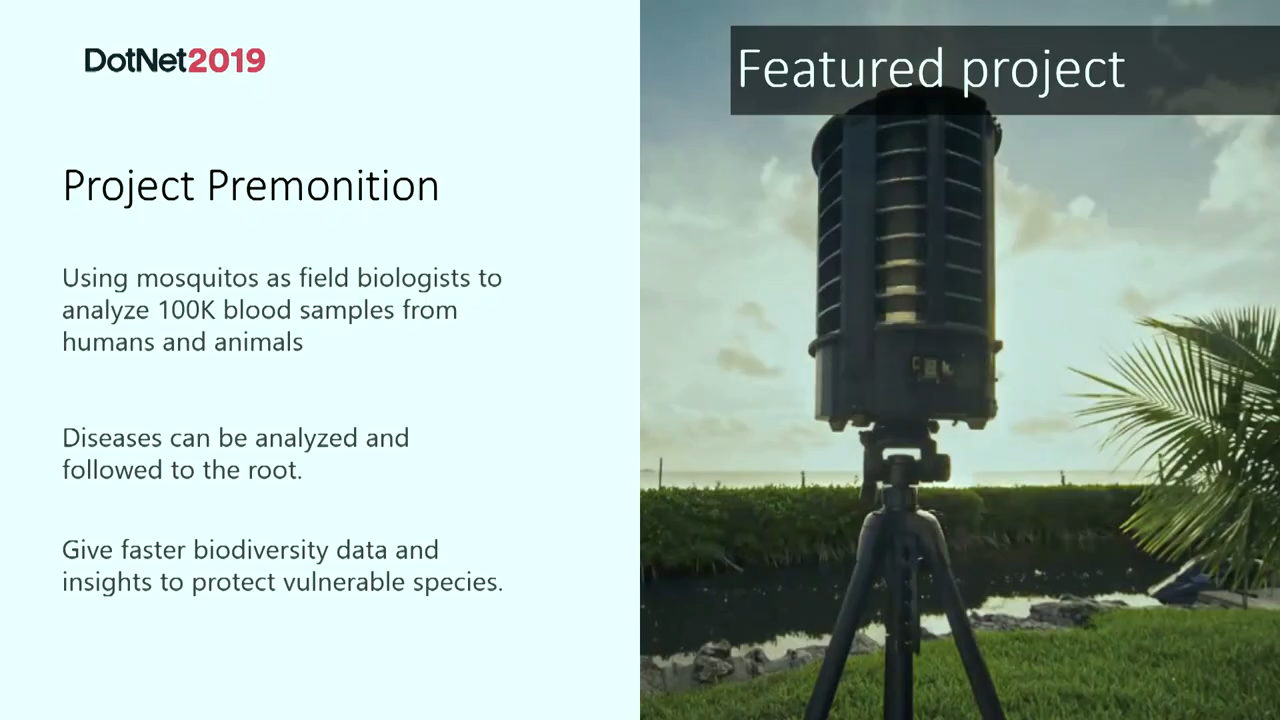 DotNet2019
Featured project
Project Premonition
Using mosquitos as field biologists to
analyze 100K blood samples from
humans and animals
Diseases can be analyzed and
followed to the root.
Give faster biodiversity data and
insights to protect vulnerable species.